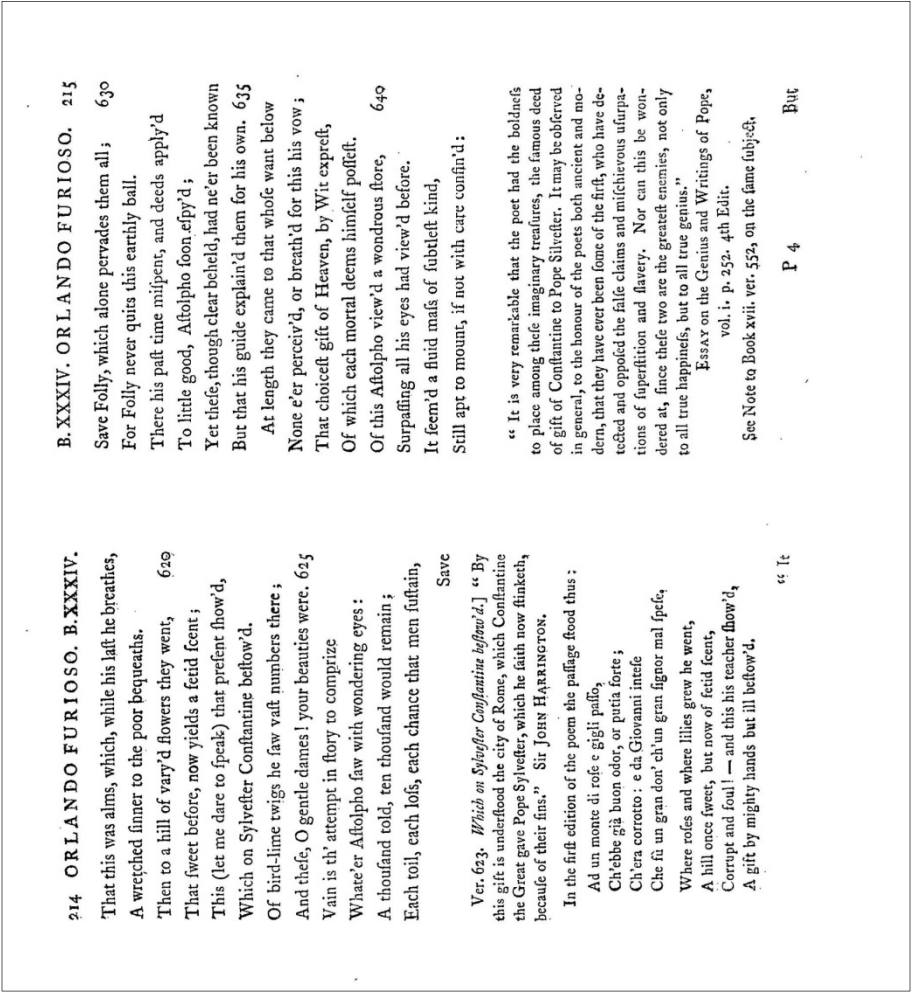 214 ORLANDO FURIOSO. B.XXXIV.
That this was alms, which, while his laſt he breathes,
A wretched ſinner to the poor bequeaths.
Then to a hill of vary'd flowers they went, 620
That ſweet before, now yields a fetid ſcent;
This (let me dare to ſpeak) that preſent ſhow'd,
Which on Sylveſter Conſtantine beſtow'd.
Of bird-lime twigs he ſaw vaſt numbers there;
And theſe, O gentle dames! your beauties were. 625
Vain is th' attempt in ſtory to comprize
Whate'er Aſtolpho ſaw with wondering eyes:
A thouſand told, ten thouſand would remain;
Each toil, each loſs, each chance that men ſuſtain,
Save
Ver. 623. Which on Sylveſter Conſtantine beſtow'd.] “ By
this gift is underſtood the city of Rome, which Conſtantine
the Great gave Pope Sylveſter, which he ſaith now ſtinketh,
becauſe of their ſins.” Sir JOHN HARRINGTON.
In the firſt edition of the poem the paſſage ſtood thus:
Ad un monte di roſe e gigli paſſo,
Ch'ebbe già buon odor, or putia forte;
Ch'era corrotto: e da Giovanni inteſe
Che fù un gran don' ch'un gran ſignor mal ſpeſe,
Where roſes and where lilies grew he went,
A hill once ſweet, but now of fetid ſcent,
Corrupt and foul! — and this his teacher ſhow'd,
A gift by mighty hands but ill beſtow'd.
“ It
B.XXXIV. ORLANDO FURIOSO. 215
Save Folly, which alone pervades them all; 630
For Folly never quits this earthly ball.
There his paſt time miſpent, and deeds apply'd
To little good, Aſtolpho ſoon eſpy'd;
Yet theſe, though clear beheld, had ne'er been known
But that his guide explain'd them for his own. 635
At length they came to that whoſe want below
None e'er perceiv'd, or breath'd for this his vow;
That choiceſt gift of Heaven, by Wit expreſt,
Of which each mortal deems himſelf poſſeſt.
Of this Aſtolpho view'd a wondrous ſtore, 640
Surpaſſing all his eyes had view'd before.
It ſeem'd a fluid maſs of ſubtleſt kind,
Still apt to mount, if not with care confin'd:
“ It is very remarkable that the poet had the boldneſs
to place among theſe imaginary treaſures, the famous deed
of gift of Conſtantine to Pope Silveſter. It may be obſerved
in general, to the honour of the poets both ancient and mo-
dern, that they have ever been ſome of the firſt, who have de-
tected and oppoſed the falſe claims and miſchievous uſurpa-
tions of ſuperſtition and ſlavery. Nor can this be won-
dered at, ſince theſe two are the greateſt enemies, not only
to all true happineſs, but to all true genius.”
ESSAY on the Genius and Writings of Pope,
vol. i. p. 252. 4th Edit.
See Note to Book xvii. ver. 552, on the ſame ſubject.
P 4 But